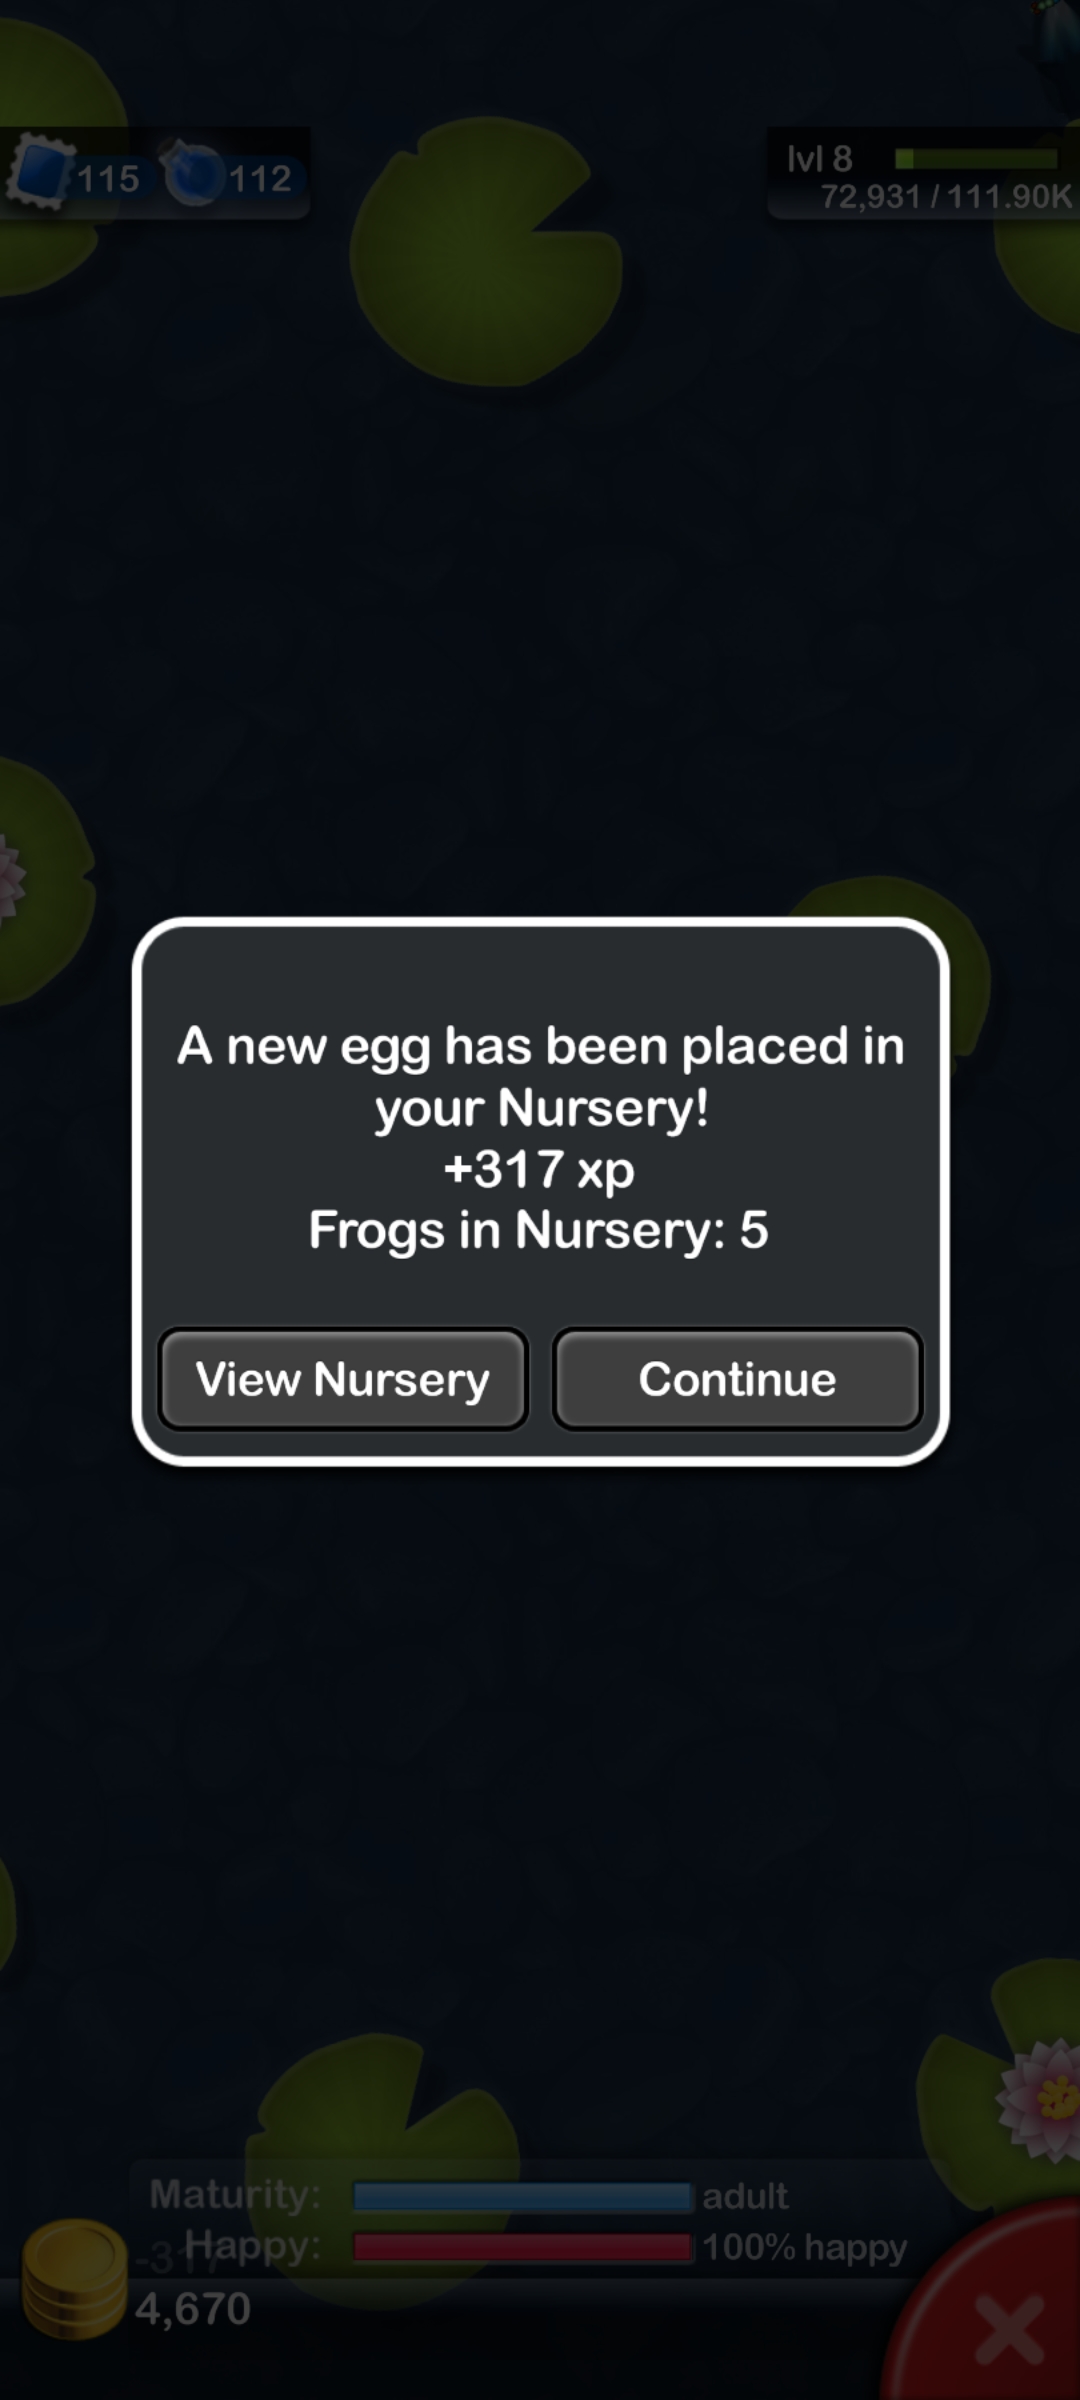 115 112
lvl 8
72,931 / 111.90K
A new egg has been placed in
your Nursery!
+317 xp
Frogs in Nursery: 5
View Nursery Continue
Maturity: adult
Happy: 100% happy
-317
4,670